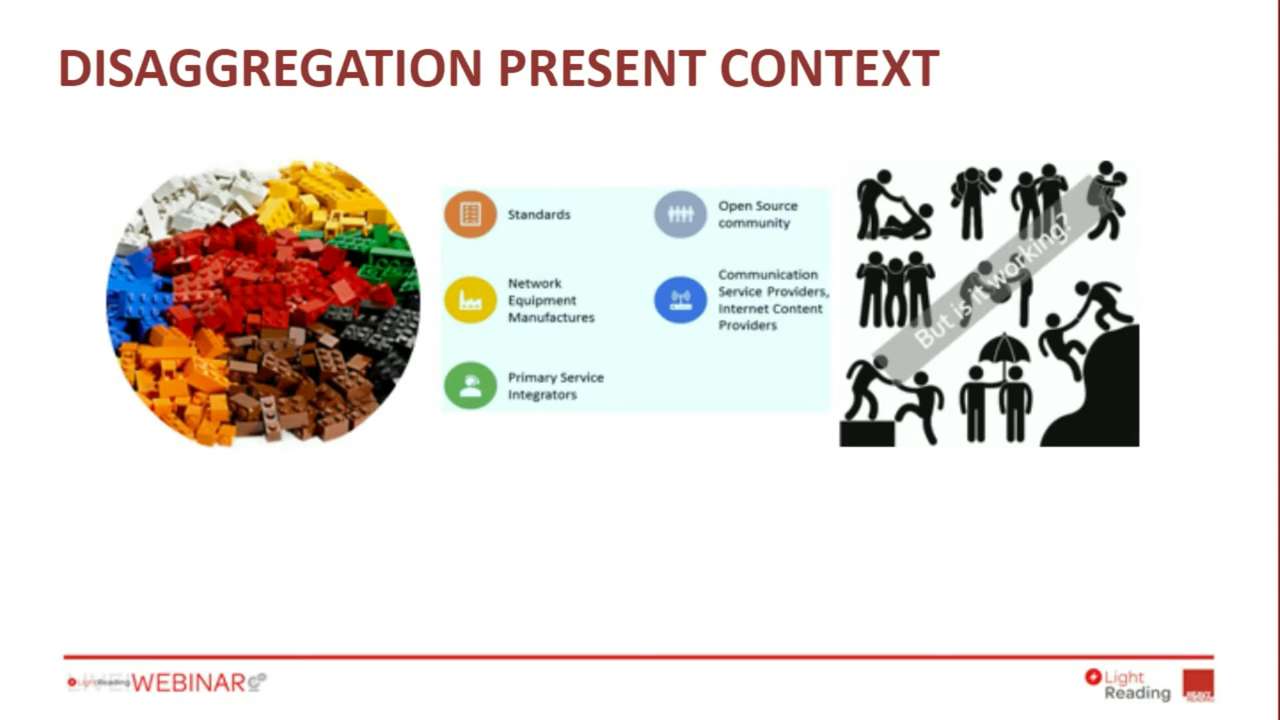 DISAGGREGATION PRESENT CONTEXT
Standards
Open Source
community
Network
Equipment
Manufactures
Communication
Service Providers,
Internet Content
Providers
Primary Service
Integrators
But is it working?
WEBINAR
Light
Reading